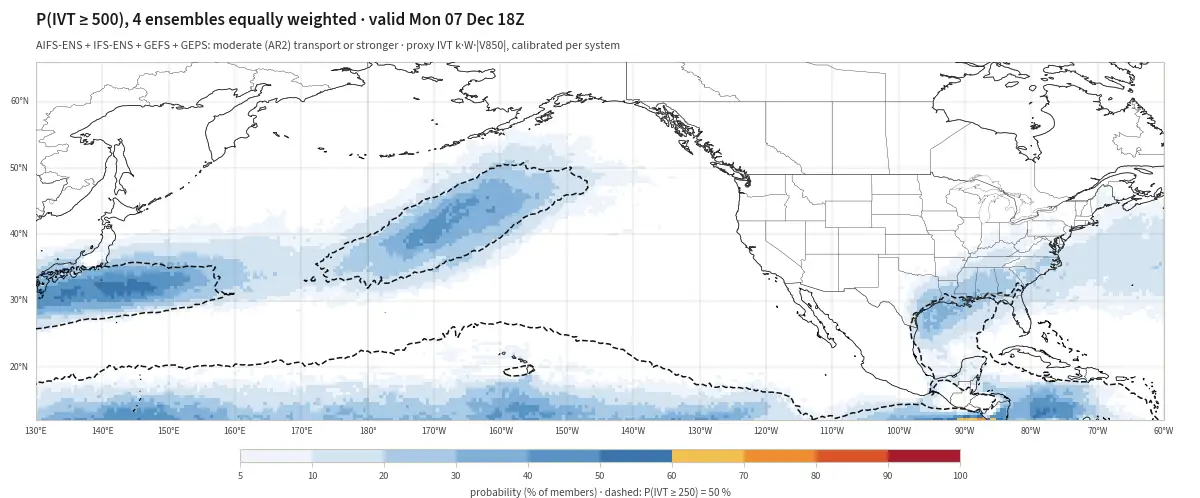 P(IVT ≥ 500), 4 ensembles equally weighted · valid Mon 07 Dec 18Z
AIFS-ENS + IFS-ENS + GEFS + GEPS: moderate (AR2) transport or stronger · proxy IVT k·W·|V850|, calibrated per system
60°N
50°N
40°N
30°N
20°N
130°E 140°E 150°E 160°E 170°E 180° 170°W 160°W 150°W 140°W 130°W 120°W 110°W 100°W 90°W 80°W 70°W 60°W
5 10 20 30 40 50 60 70 80 90 100
probability (% of members) · dashed: P(IVT ≥ 250) = 50 %